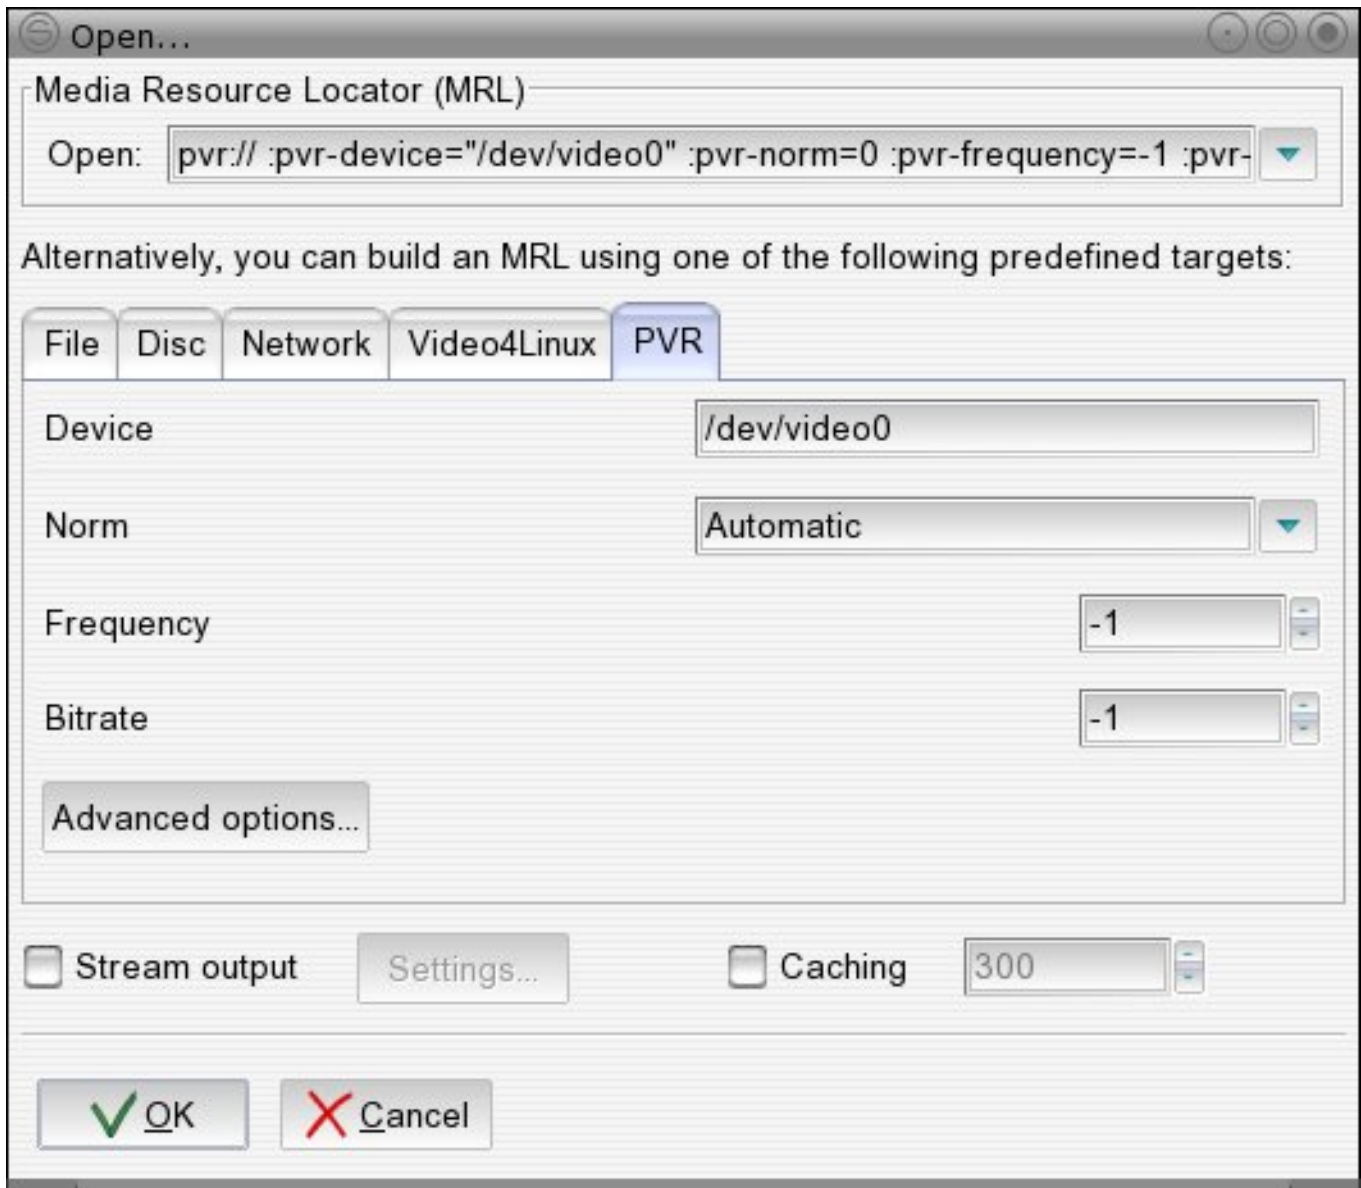 Open...
Media Resource Locator (MRL)
Open: pvr:// :pvr-device="/dev/video0" :pvr-norm=0 :pvr-frequency=-1 :pvr-
Alternatively, you can build an MRL using one of the following predefined targets:
File Disc Network Video4Linux PVR
Device /dev/video0
Norm Automatic
Frequency -1
Bitrate -1
Advanced options...
Stream output Settings... Caching 300
OK Cancel